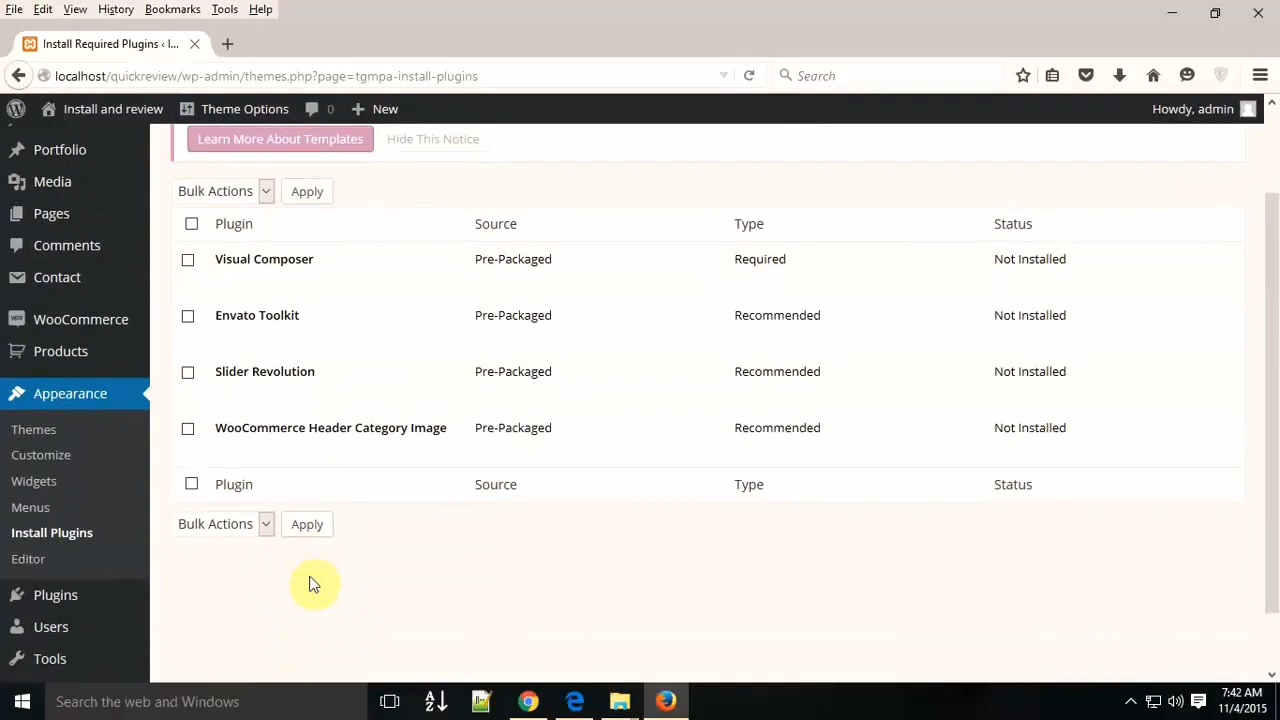 File Edit View History Bookmarks Tools Help
Install Required Plugins ‹ I...
localhost/quickreview/wp-admin/themes.php?page=tgmpa-install-plugins Search
Install and review Theme Options 0 New Howdy, admin
Portfolio
Media
Pages
Comments
Contact
WooCommerce
Products
Appearance
Themes
Customize
Widgets
Menus
Install Plugins
Editor
Plugins
Users
Tools
Learn More About Templates Hide This Notice
Bulk Actions Apply
Plugin Source Type Status
Visual Composer Pre-Packaged Required Not Installed
Envato Toolkit Pre-Packaged Recommended Not Installed
Slider Revolution Pre-Packaged Recommended Not Installed
WooCommerce Header Category Image Pre-Packaged Recommended Not Installed
Plugin Source Type Status
Bulk Actions Apply
Search the web and Windows
7:42 AM
11/4/2015